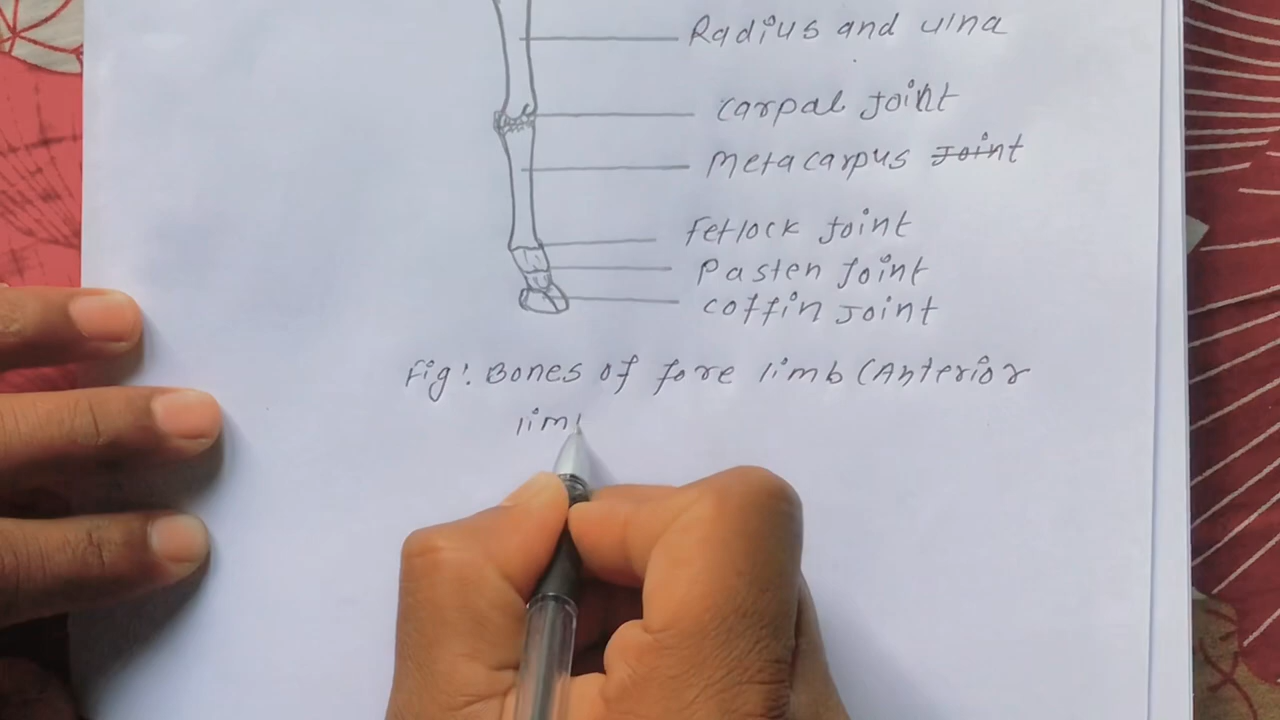 Radius and ulna
Carpal Joint
Metacarpus Joint
Fetlock Joint
Pasten Joint
Coffin Joint
Fig: Bones of fore limb (Anterior
lim